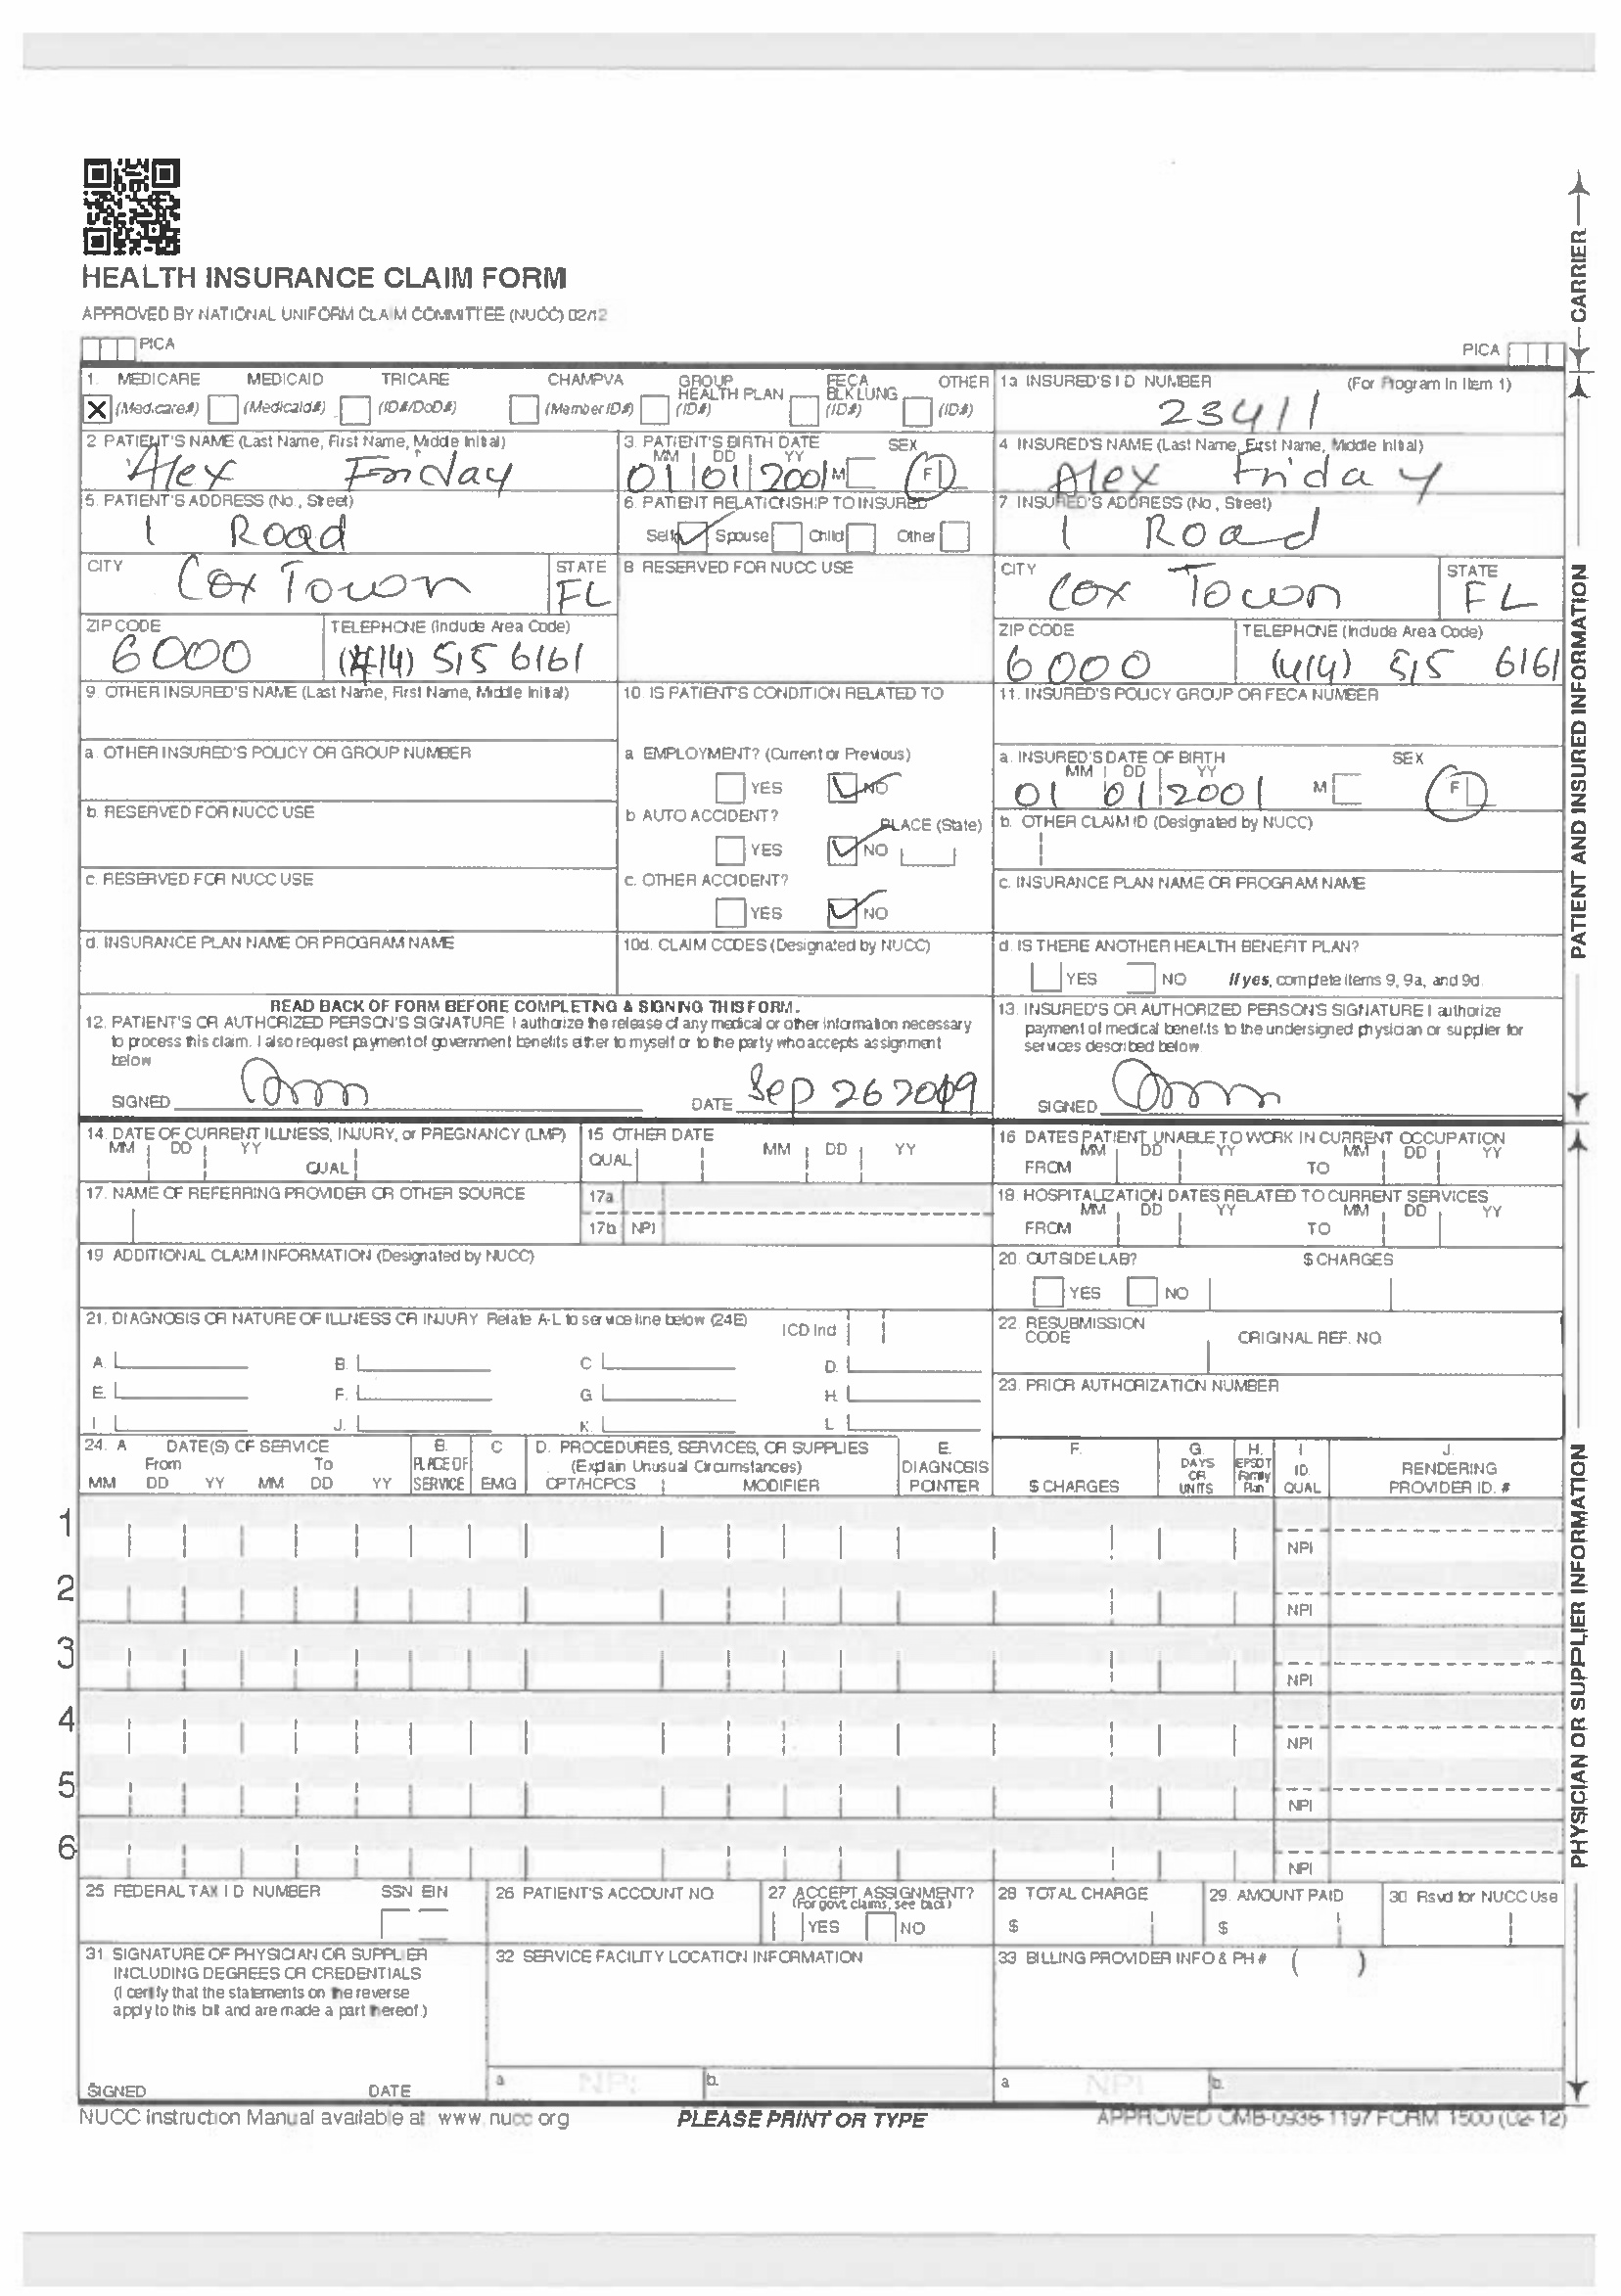 HEALTH INSURANCE CLAIM FORM
APPROVED BY NATIONAL UNIFORM CLAIM COMMITTEE (NUCC) 02/12
PICA
PICA
CARRIER
1. MEDICARE MEDICAID TRICARE CHAMPVA GROUP HEALTH PLAN FECA BLK LUNG OTHER
(Medicare#) (Medicaid#) (ID#/DoD#) (Member ID#) (ID#) (ID#) (ID#)
1a INSURED'S I D NUMBER (For Program In Item 1)
23411
2 PATIENT'S NAME (Last Name, First Name, Middle Initial)
Alex Friday
3. PATIENT'S BIRTH DATE SEX
MM DD YY
01 01 2001 M F
4 INSURED'S NAME (Last Name, First Name, Middle Initial)
Alex Friday
5. PATIENT'S ADDRESS (No., Street)
1 Road
6. PATIENT RELATIONSHIP TO INSURED
Self Spouse Child Other
7. INSURED'S ADDRESS (No, Street)
1 Road
CITY
Cox Town
STATE
FL
8 RESERVED FOR NUCC USE
CITY
Cox Town
STATE
FL
ZIP CODE
6000
TELEPHONE (Include Area Code)
(414) 515 6161
ZIP CODE
6000
TELEPHONE (Include Area Code)
(414) 515 6161
9. OTHER INSURED'S NAME (Last Name, First Name, Middle Initial)
10 IS PATIENT'S CONDITION RELATED TO
11. INSURED'S POLICY GROUP OR FECA NUMBER
a. OTHER INSURED'S POLICY OR GROUP NUMBER
a EMPLOYMENT? (Current or Previous)
YES NO
a. INSURED'S DATE OF BIRTH SEX
MM DD YY
01 01 2001 M F
b. RESERVED FOR NUCC USE
b AUTO ACCIDENT? PLACE (State)
YES NO
b. OTHER CLAIM ID (Designated by NUCC)
c. RESERVED FOR NUCC USE
c. OTHER ACCIDENT?
YES NO
c. INSURANCE PLAN NAME OR PROGRAM NAME
d. INSURANCE PLAN NAME OR PROGRAM NAME
10d. CLAIM CODES (Designated by NUCC)
d. IS THERE ANOTHER HEALTH BENEFIT PLAN?
YES NO If yes, complete items 9, 9a, and 9d
READ BACK OF FORM BEFORE COMPLETING & SIGNING THIS FORM.
12. PATIENT'S OR AUTHORIZED PERSON'S SIGNATURE I authorize the release of any medical or other information necessary
to process this claim. I also request payment of government benefits either to myself or to the party who accepts assignment
below
SIGNED
DATE Sep 26 2019
13. INSURED'S OR AUTHORIZED PERSON'S SIGNATURE I authorize
payment of medical benefits to the undersigned physician or supplier for
services described below
SIGNED
PATIENT AND INSURED INFORMATION
14. DATE OF CURRENT ILLNESS, INJURY, or PREGNANCY (LMP)
MM DD YY QUAL
15 OTHER DATE
QUAL MM DD YY
16 DATES PATIENT UNABLE TO WORK IN CURRENT OCCUPATION
MM DD YY MM DD YY
FROM TO
17. NAME OF REFERRING PROVIDER OR OTHER SOURCE
17a
17b NPI
18. HOSPITALIZATION DATES RELATED TO CURRENT SERVICES
MM DD YY MM DD YY
FROM TO
19 ADDITIONAL CLAIM INFORMATION (Designated by NUCC)
20. OUTSIDE LAB? $ CHARGES
YES NO
21. DIAGNOSIS OR NATURE OF ILLNESS OR INJURY Relate A-L to service line below (24E) ICD Ind
A. B. C D.
E. F. G H.
I. J. K. L
22. RESUBMISSION CODE ORIGINAL REF. NO
23. PRIOR AUTHORIZATION NUMBER
24. A DATE(S) OF SERVICE B. C D. PROCEDURES, SERVICES, OR SUPPLIES E. F. G. H. I J.
From To PLACE OF (Explain Unusual Circumstances) DIAGNOSIS DAYS OR UNITS EPSDT Family Plan ID. RENDERING
MM DD YY MM DD YY SERVICE EMG CPT/HCPCS MODIFIER POINTER $ CHARGES QUAL PROVIDER ID. #
1 NPI
2 NPI
3 NPI
4 NPI
5 NPI
6 NPI
25 FEDERAL TAX I D NUMBER SSN EIN
26 PATIENT'S ACCOUNT NO
27 ACCEPT ASSIGNMENT?
(For govt claims, see back)
YES NO
28 TOTAL CHARGE
$
29. AMOUNT PAID
$
30 Rsvd for NUCC Use
31. SIGNATURE OF PHYSICIAN OR SUPPLIER
INCLUDING DEGREES OR CREDENTIALS
(I certify that the statements on the reverse
apply to this bill and are made a part thereof.)
SIGNED DATE
32 SERVICE FACILITY LOCATION INFORMATION
a NPI b.
33 BILLING PROVIDER INFO & PH # ( )
a NPI b.
PHYSICIAN OR SUPPLIER INFORMATION
NUCC Instruction Manual available at www.nucc org
PLEASE PRINT OR TYPE
APPROVED OMB-0938-1197 FORM 1500 (02-12)